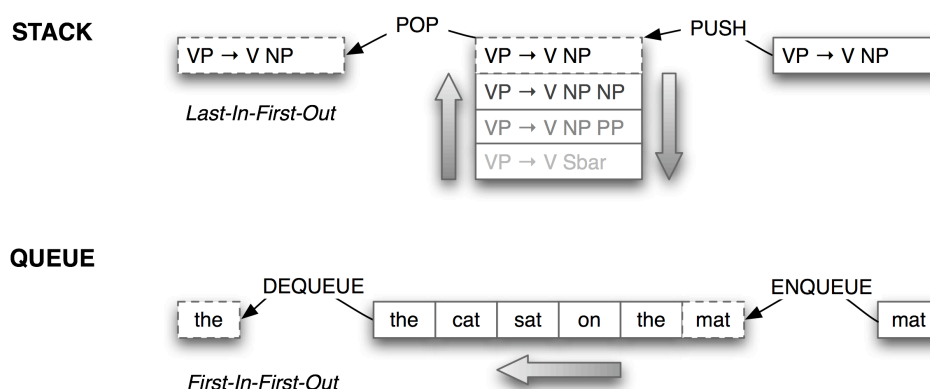 STACK
POP
PUSH
VP → V NP
VP → V NP
VP → V NP
VP → V NP NP
VP → V NP PP
VP → V Sbar
Last-In-First-Out
QUEUE
DEQUEUE
ENQUEUE
the
the cat sat on the mat
mat
First-In-First-Out